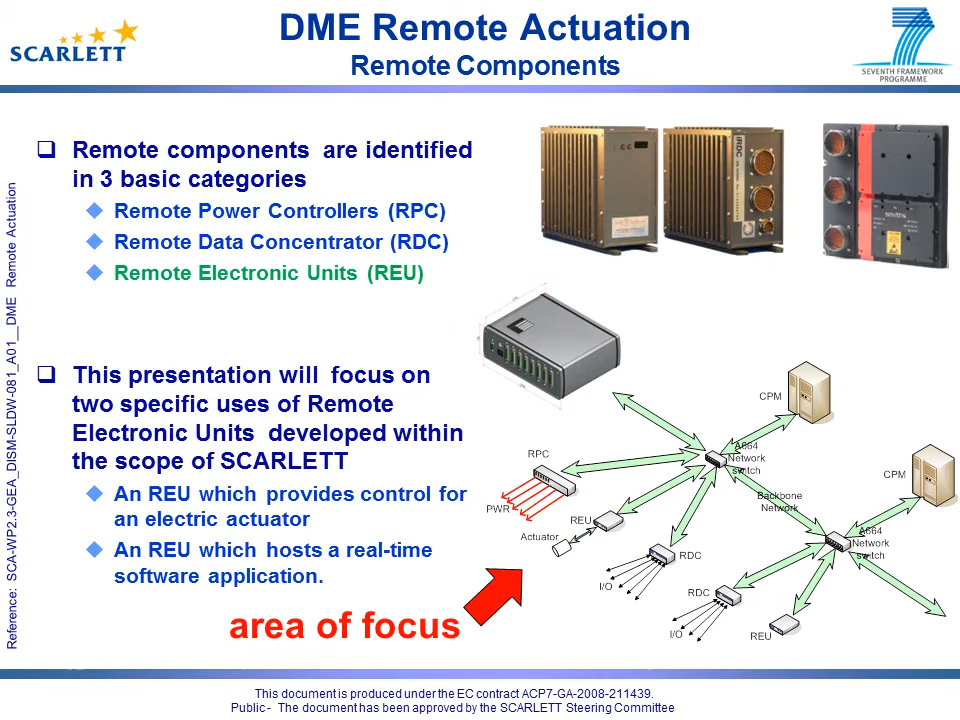 SCARLETT
DME Remote Actuation
Remote Components
SEVENTH FRAMEWORK
PROGRAMME
Reference: SCA-WP2.3-GEA_DISM-SLDW-081_A01__DME Remote Actuation
Remote components are identified
in 3 basic categories
Remote Power Controllers (RPC)
Remote Data Concentrator (RDC)
Remote Electronic Units (REU)
This presentation will focus on
two specific uses of Remote
Electronic Units developed within
the scope of SCARLETT
An REU which provides control for
an electric actuator
An REU which hosts a real-time
software application.
area of focus
RDC
smiths
CPM
A664
Network
switch
RPC
PWR
REU
Actuator
Backbone
Network
CPM
A664
Network
switch
RDC
I/O
RDC
I/O
REU
This document is produced under the EC contract ACP7-GA-2008-211439.
Public - The document has been approved by the SCARLETT Steering Committee